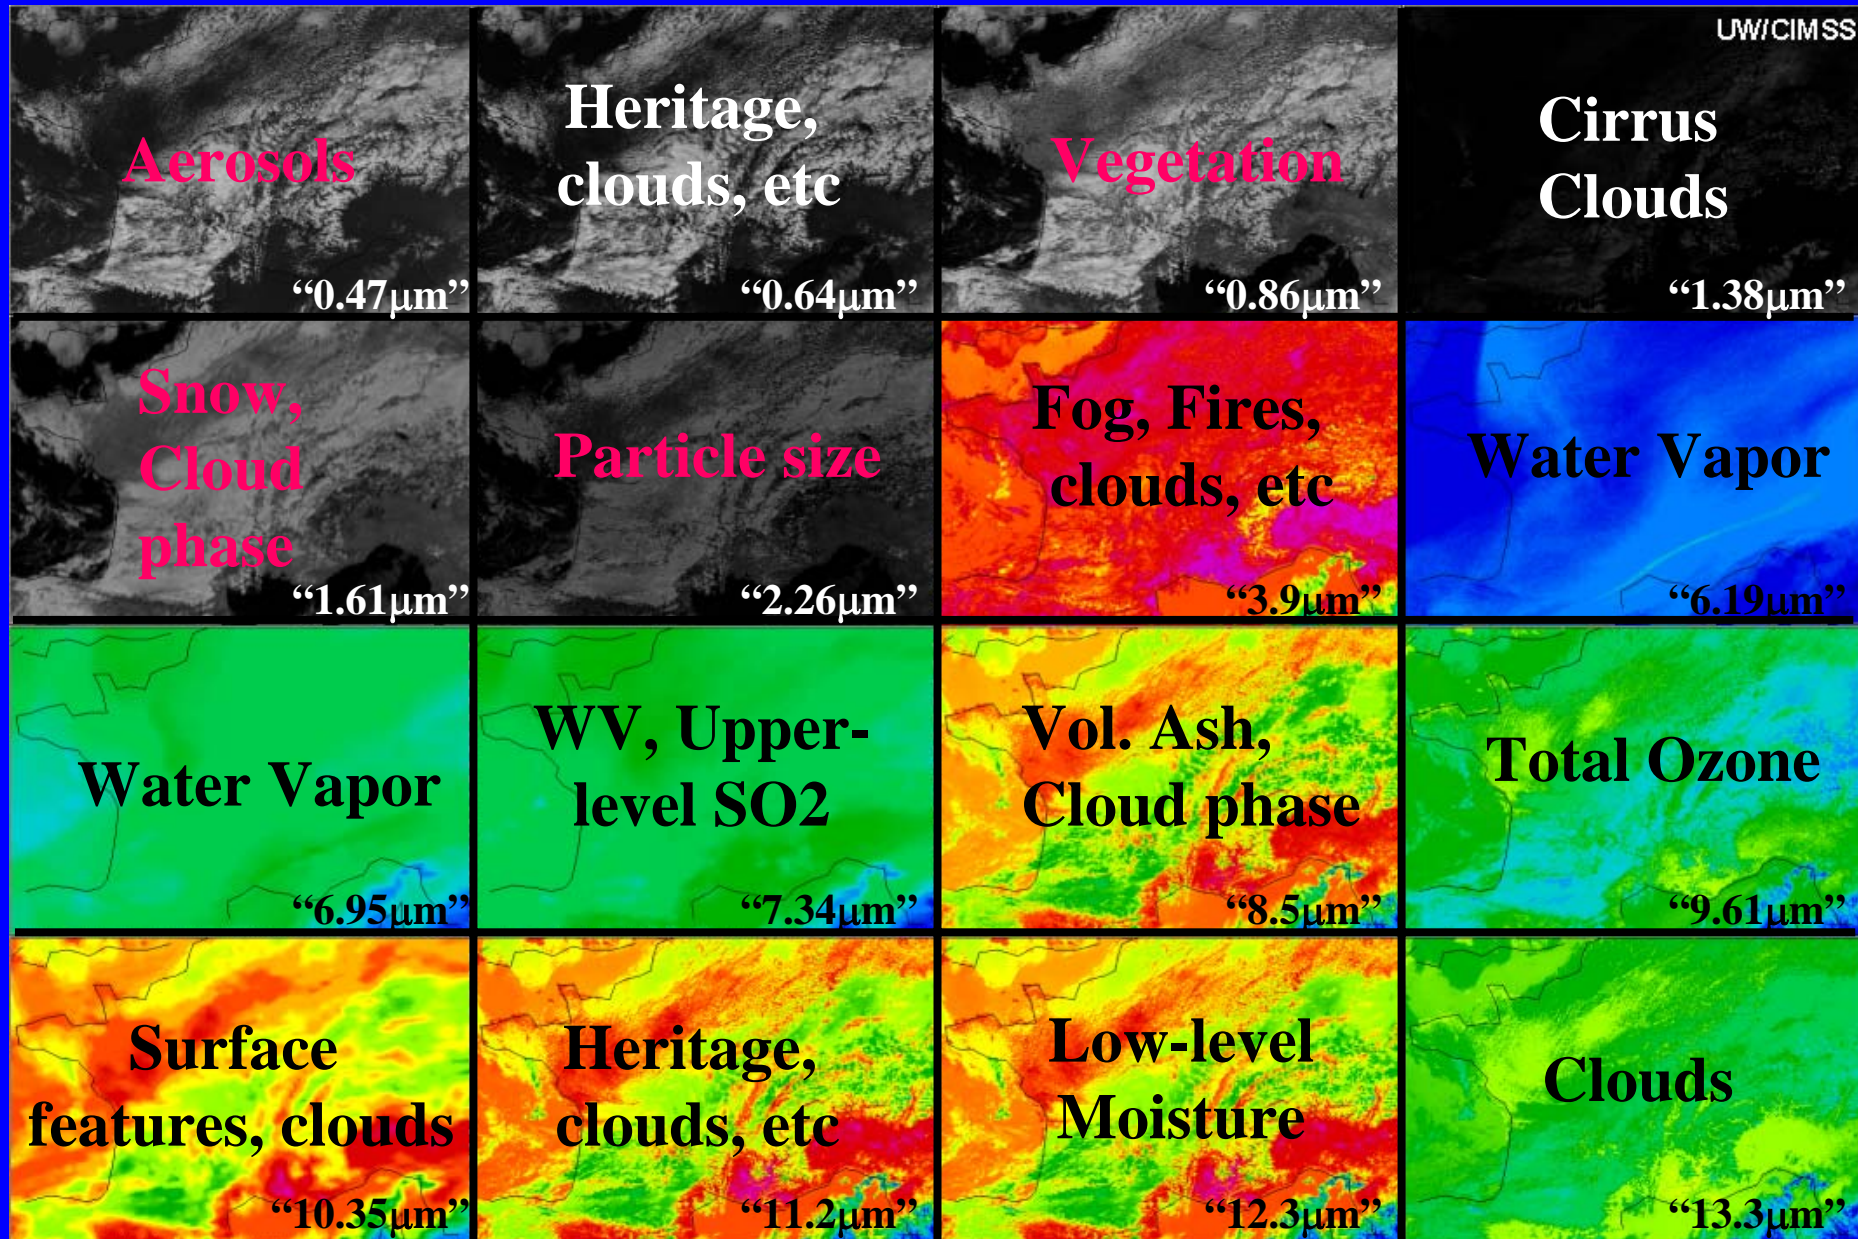 UW/CIMSS
Aerosols
“0.47μm”
Heritage,
clouds, etc
“0.64μm”
Vegetation
“0.86μm”
Cirrus
Clouds
“1.38μm”
Snow,
Cloud
phase
“1.61μm”
Particle size
“2.26μm”
Fog, Fires,
clouds, etc
“3.9μm”
Water Vapor
“6.19μm”
Water Vapor
“6.95μm”
WV, Upper-
level SO2
“7.34μm”
Vol. Ash,
Cloud phase
“8.5μm”
Total Ozone
“9.61μm”
Surface
features, clouds
“10.35μm”
Heritage,
clouds, etc
“11.2μm”
Low-level
Moisture
“12.3μm”
Clouds
“13.3μm”